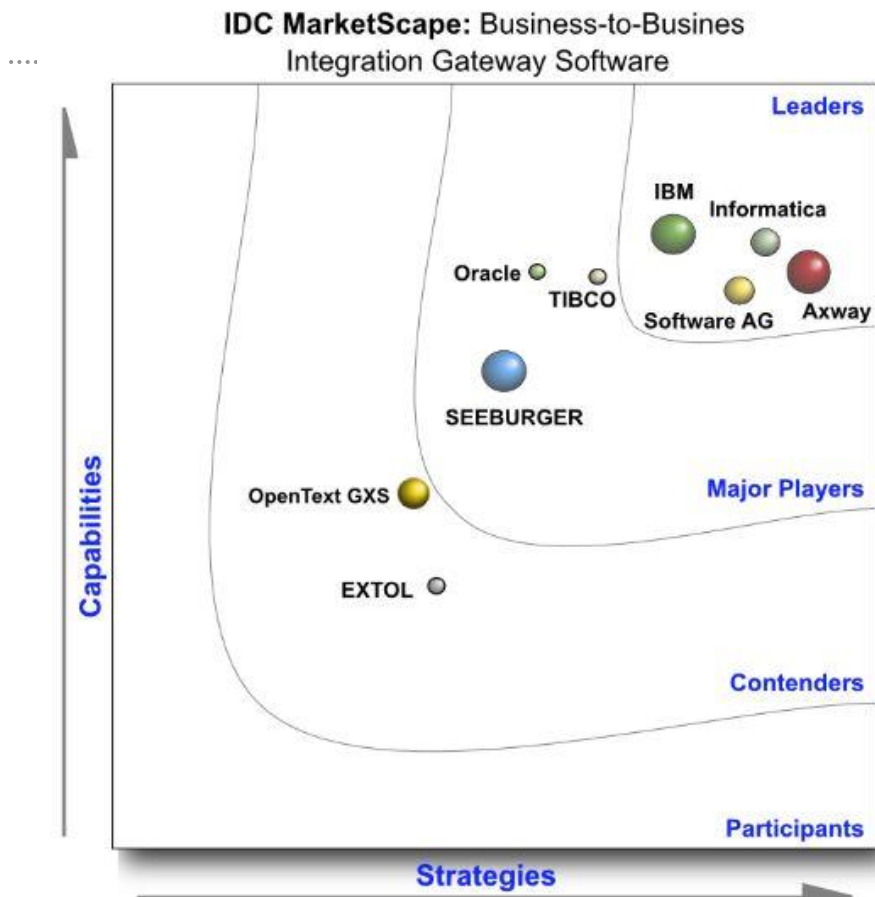 IDC MarketScape: Business-to-Busines
Integration Gateway Software
Leaders
IBM
Informatica
Oracle
TIBCO
Software AG
Axway
SEEBURGER
Major Players
OpenText GXS
Capabilities
EXTOL
Contenders
Participants
Strategies